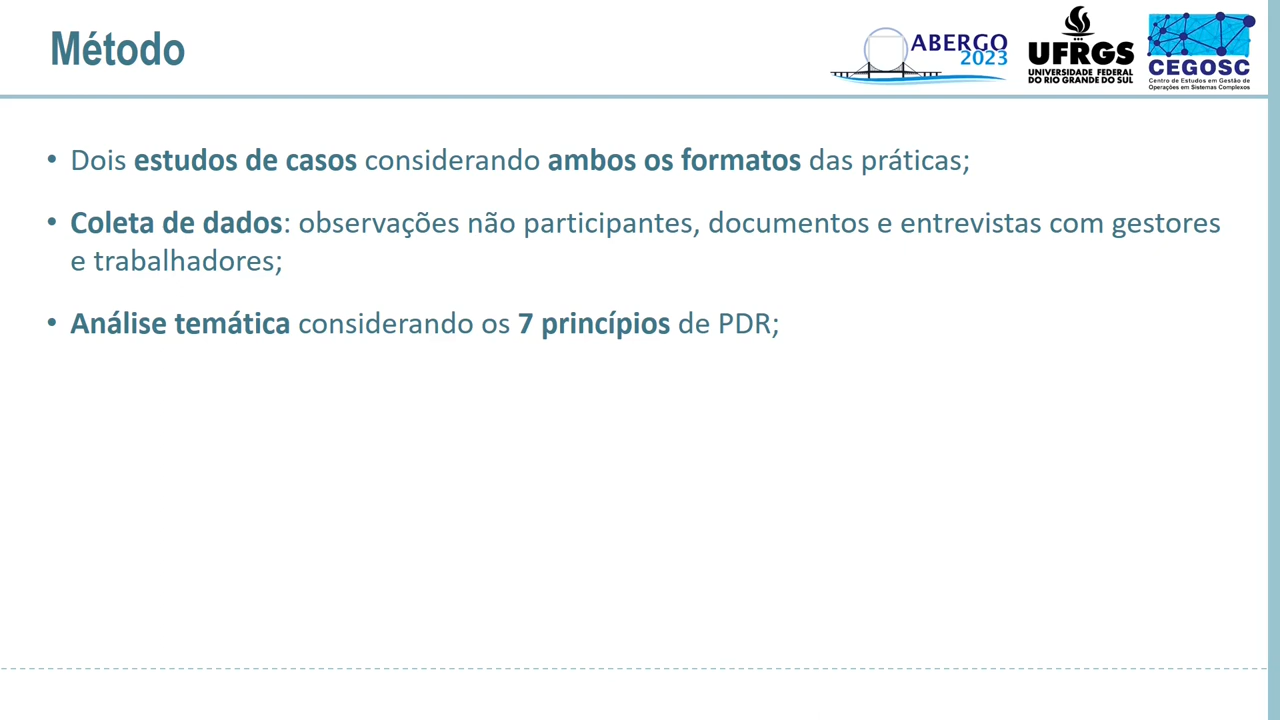 Método
ABERGO
2023
UFRGS
UNIVERSIDADE FEDERAL
DO RIO GRANDE DO SUL
CEGOSC
Centro de Estudos em Gestão de
Operações em Sistemas Complexos
• Dois estudos de casos considerando ambos os formatos das práticas;
• Coleta de dados: observações não participantes, documentos e entrevistas com gestores
e trabalhadores;
• Análise temática considerando os 7 princípios de PDR;